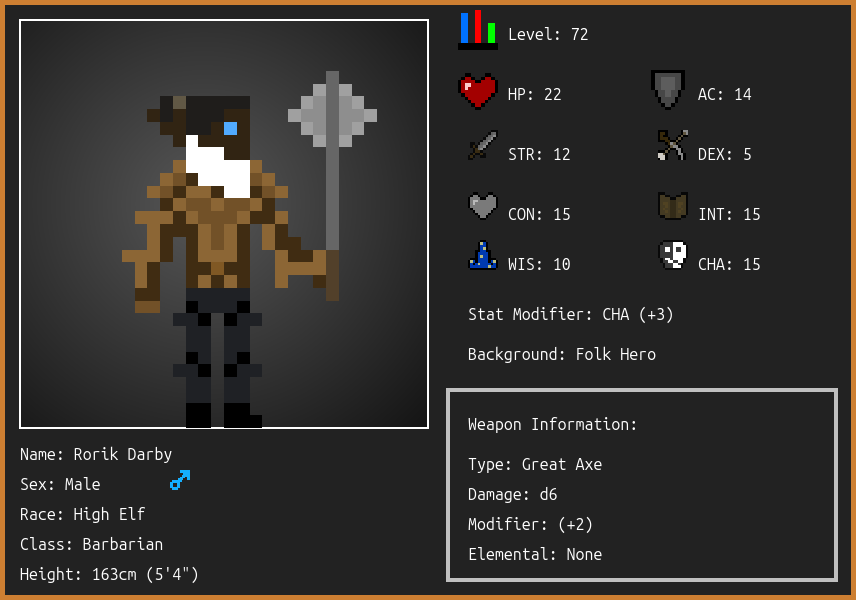 Level: 72
HP: 22
AC: 14
STR: 12
DEX: 5
CON: 15
INT: 15
WIS: 10
CHA: 15
Stat Modifier: CHA (+3)
Background: Folk Hero
Weapon Information:
Type: Great Axe
Damage: d6
Modifier: (+2)
Elemental: None
Name: Rorik Darby
Sex: Male
Race: High Elf
Class: Barbarian
Height: 163cm (5'4")